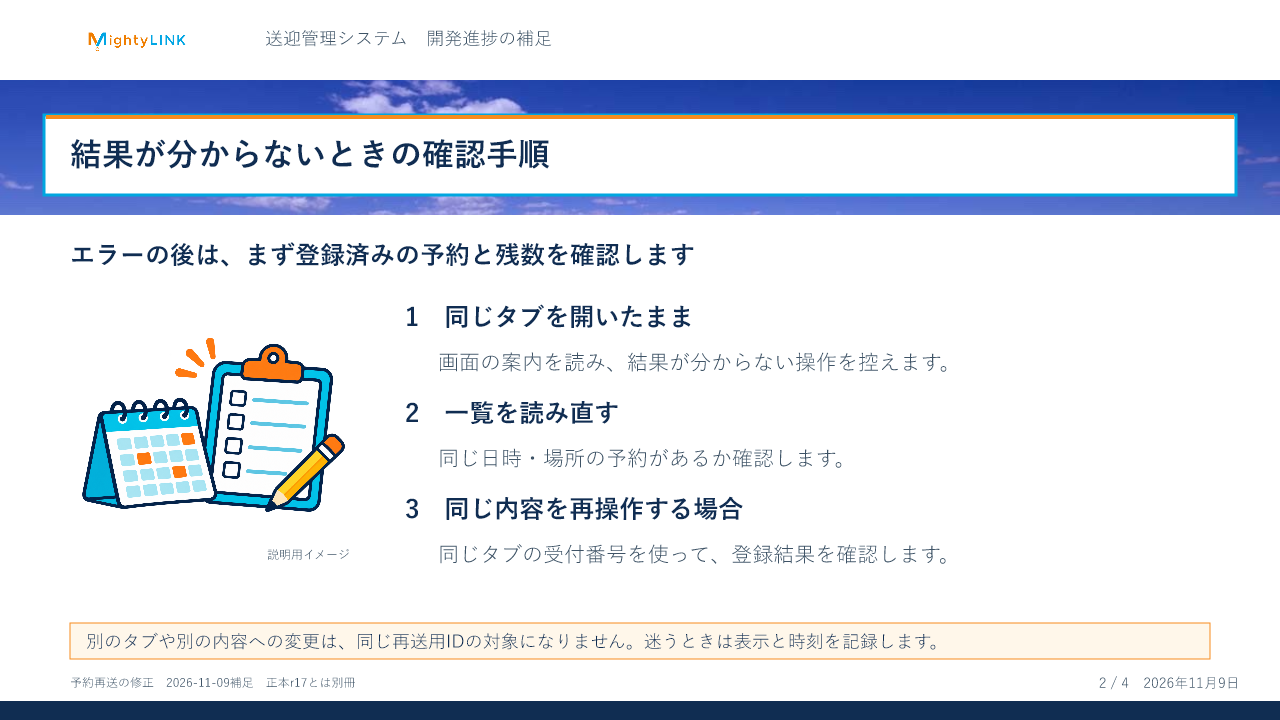 MightyLINK
送迎管理システム　開発進捗の補足
結果が分からないときの確認手順
エラーの後は、まず登録済みの予約と残数を確認します
1　同じタブを開いたまま
画面の案内を読み、結果が分からない操作を控えます。
2　一覧を読み直す
同じ日時・場所の予約があるか確認します。
3　同じ内容を再操作する場合
同じタブの受付番号を使って、登録結果を確認します。
説明用イメージ
別のタブや別の内容への変更は、同じ再送用IDの対象になりません。迷うときは表示と時刻を記録します。
予約再送の修正　2026-11-09補足　正本r17とは別冊
2 / 4　2026年11月9日